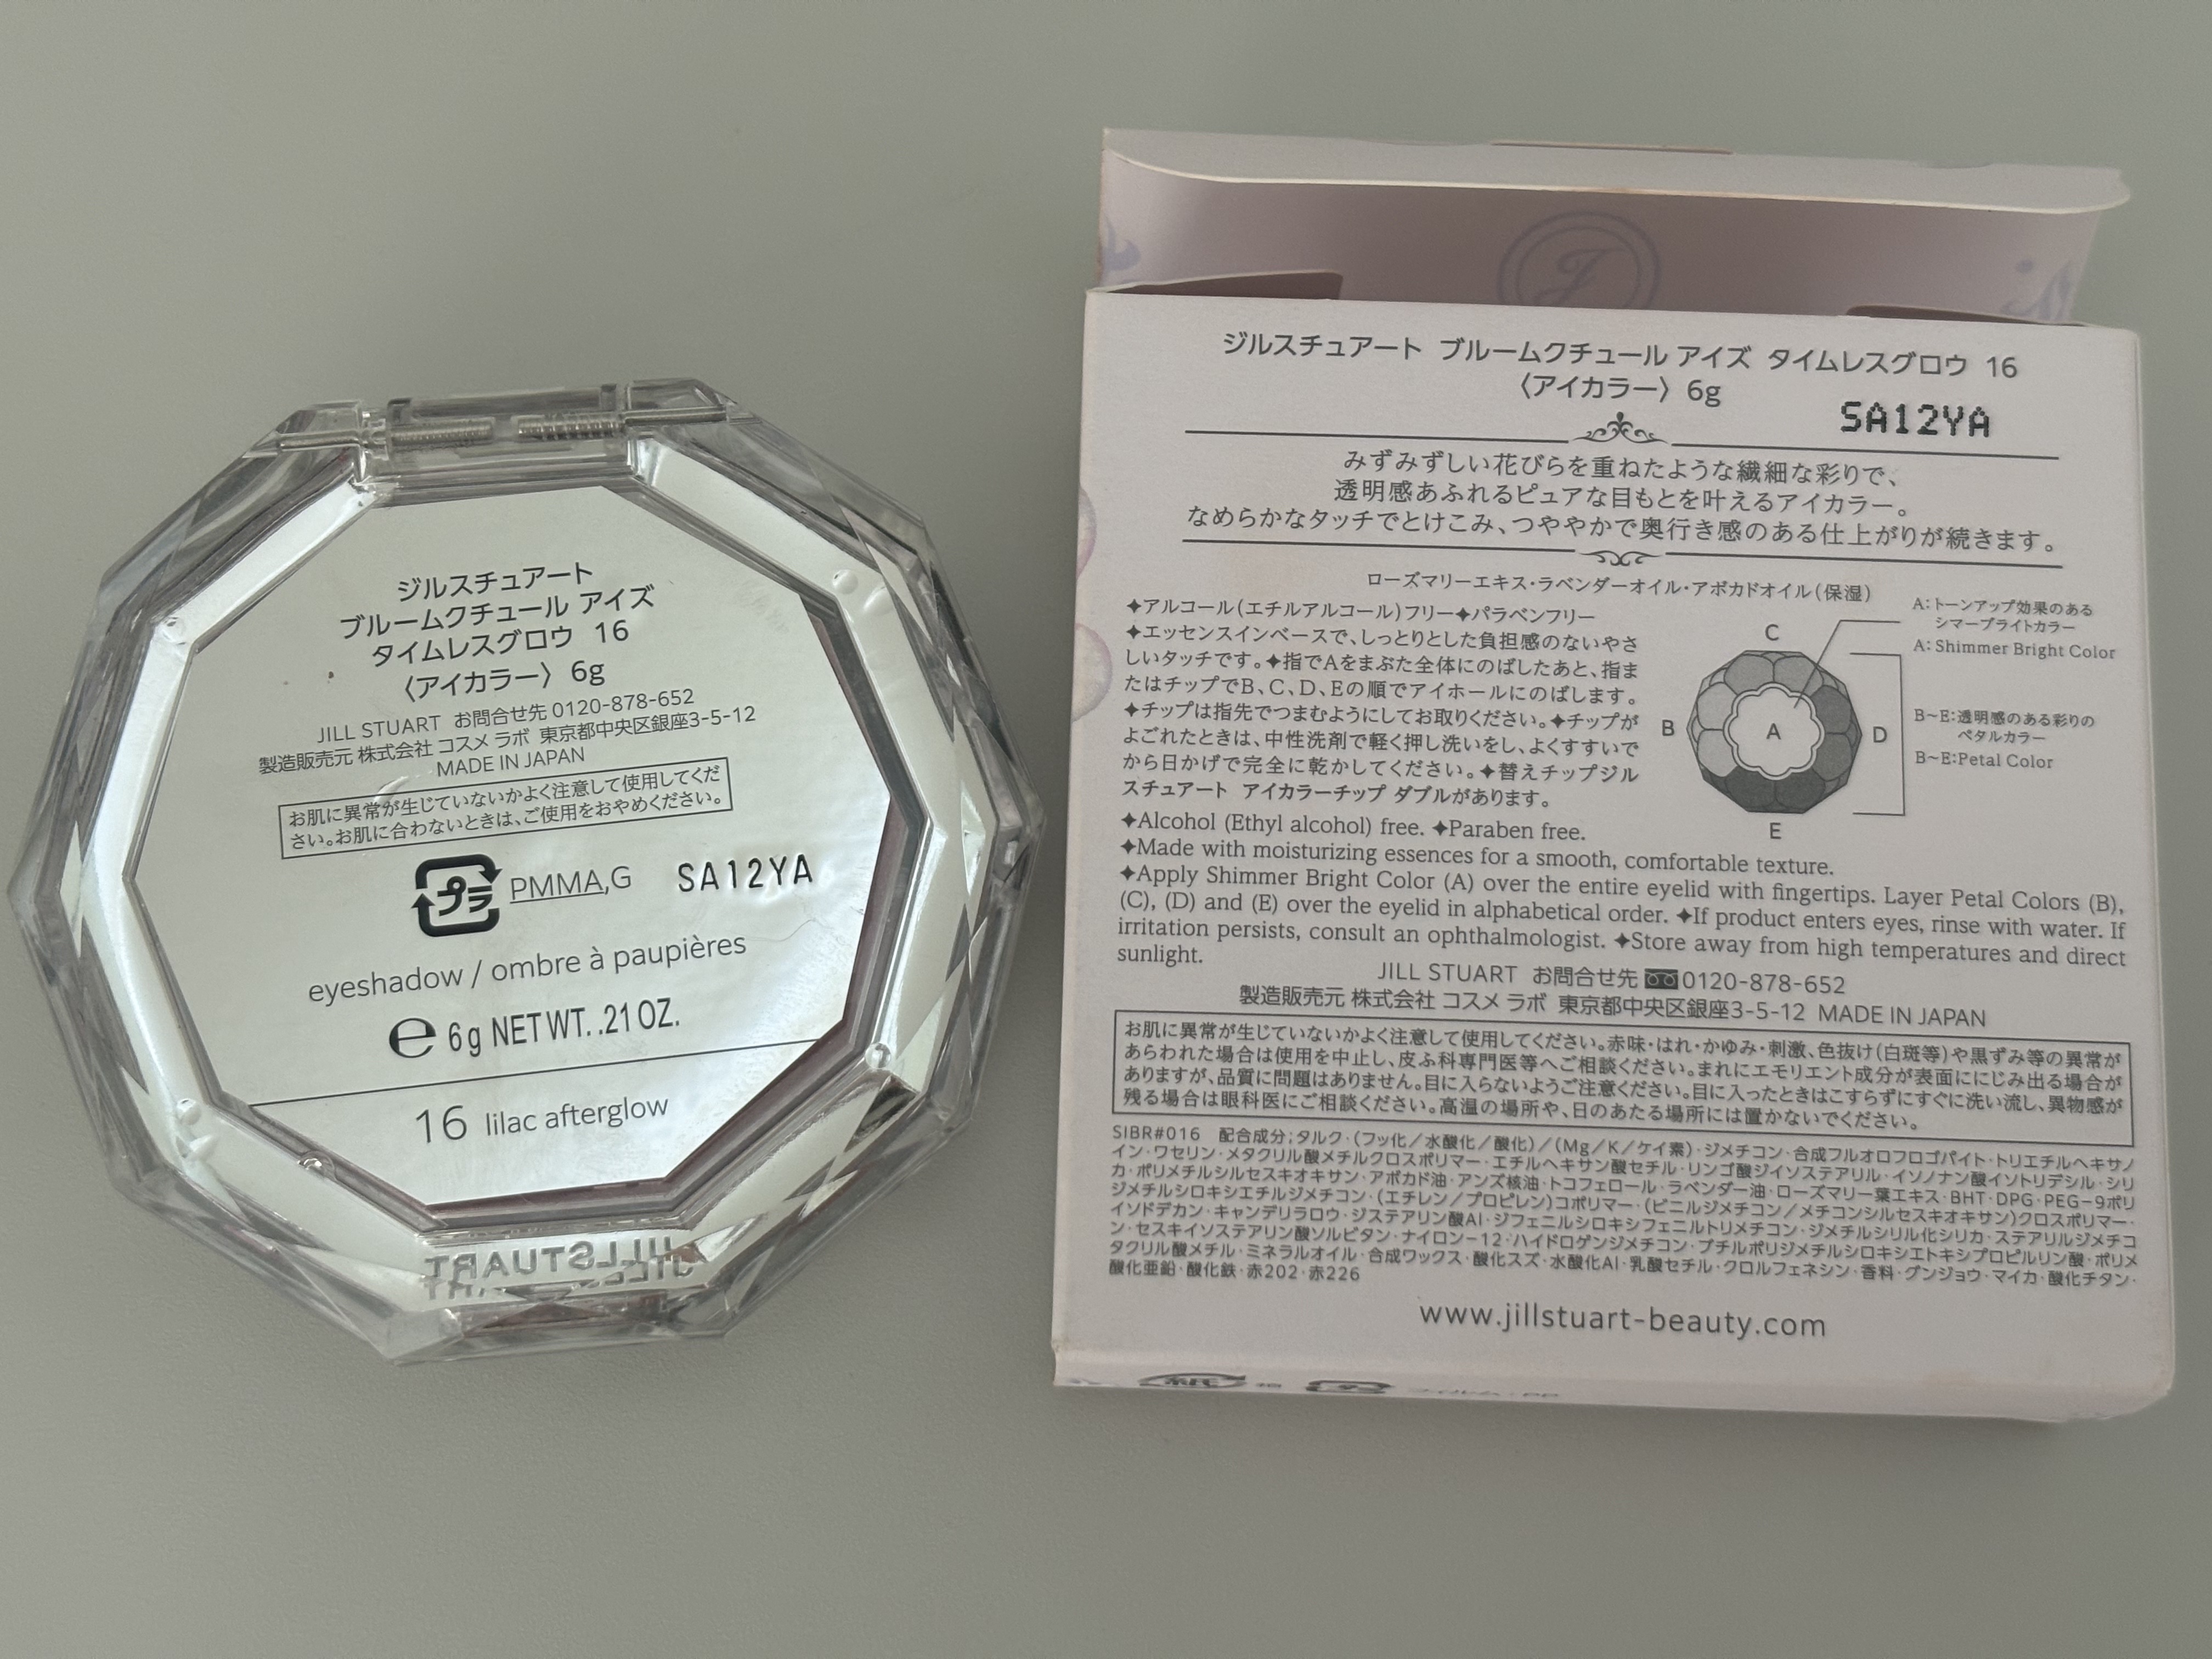 ジルスチュアート
ブルームクチュール アイズ
タイムレスグロウ 16
〈アイカラー〉6g
JILL STUART お問合せ先 0120-878-652
製造販売元 株式会社 コスメ ラボ 東京都中央区銀座3-5-12
MADE IN JAPAN
お肌に異常が生じていないかよく注意して使用してくだ
さい。お肌に合わないときは、ご使用をおやめください。
プラ PMMA,G SA12YA
eyeshadow / ombre à paupières
e 6g NET WT. .21 OZ.
16 lilac afterglow
JILLSTUART
ジルスチュアート ブルームクチュール アイズ タイムレスグロウ 16
〈アイカラー〉6g
SA12YA
みずみずしい花びらを重ねたような繊細な彩りで、
透明感あふれるピュアな目もとを叶えるアイカラー。
なめらかなタッチでとけこみ、つややかで奥行き感のある仕上がりが続きます。
ローズマリーエキス・ラベンダーオイル・アボカドオイル(保湿)
✦アルコール(エチルアルコール)フリー✦パラベンフリー
✦エッセンスインベースで、しっとりとした負担感のないやさ
しいタッチです。✦指でAをまぶた全体にのばしたあと、指ま
たはチップでB、C、D、Eの順でアイホールにのばします。
✦チップは指先でつまむようにしてお取りください。✦チップが
よごれたときは、中性洗剤で軽く押し洗いをし、よくすすいで
から日かげで完全に乾かしてください。✦替えチップジル
スチュアート アイカラーチップ ダブルがあります。
A:トーンアップ効果のある
シマーブライトカラー
A: Shimmer Bright Color
B~E:透明感のある彩りの
ペタルカラー
B~E:Petal Color
C
B
A
D
E
✦Alcohol (Ethyl alcohol) free. ✦Paraben free.
✦Made with moisturizing essences for a smooth, comfortable texture.
✦Apply Shimmer Bright Color (A) over the entire eyelid with fingertips. Layer Petal Colors (B),
(C), (D) and (E) over the eyelid in alphabetical order. ✦If product enters eyes, rinse with water. If
irritation persists, consult an ophthalmologist. ✦Store away from high temperatures and direct
sunlight.
JILL STUART お問合せ先 0120-878-652
製造販売元 株式会社 コスメ ラボ 東京都中央区銀座3-5-12 MADE IN JAPAN
お肌に異常が生じていないかよく注意して使用してください。赤味・はれ・かゆみ・刺激、色抜け(白斑等)や黒ずみ等の異常が
あらわれた場合は使用を中止し、皮ふ科専門医等へご相談ください。まれにエモリエント成分が表面ににじみ出る場合が
ありますが、品質に問題はありません。目に入らないようご注意ください。目に入ったときはこすらずにすぐに洗い流し、異物感が
残る場合は眼科医にご相談ください。高温の場所や、日のあたる場所には置かないでください。
SIBR#016 配合成分;タルク・(フッ化/水酸化/酸化)/(Mg/K/ケイ素)・ジメチコン・合成フルオロフロゴパイト・トリエチルヘキサノ
イン・ワセリン・メタクリル酸メチルクロスポリマー・エチルヘキサン酸セチル・リンゴ酸ジイソステアリル・イソノナン酸イソトリデシル・シリ
カ・ポリメチルシルセスキオキサン・アボカド油・アンズ核油・トコフェロール・ラベンダー油・ローズマリー葉エキス・BHT・DPG・PEG-9ポリ
ジメチルシロキシエチルジメチコン・(エチレン/プロピレン)コポリマー・(ビニルジメチコン/メチコンシルセスキオキサン)クロスポリマー・
イソドデカン・キャンデリラロウ・ジステアリン酸Al・ジフェニルシロキシフェニルトリメチコン・ジメチルシリル化シリカ・ステアリルジメチコ
ン・セスキイソステアリン酸ソルビタン・ナイロン-12・ハイドロゲンジメチコン・ブチルポリジメチルシロキシエトキシプロピルリン酸・ポリメ
タクリル酸メチル・ミネラルオイル・合成ワックス・酸化スズ・水酸化Al・乳酸セチル・クロルフェネシン・香料・グンジョウ・マイカ・酸化チタン・
酸化亜鉛・酸化鉄・赤202・赤226
www.jillstuart-beauty.com